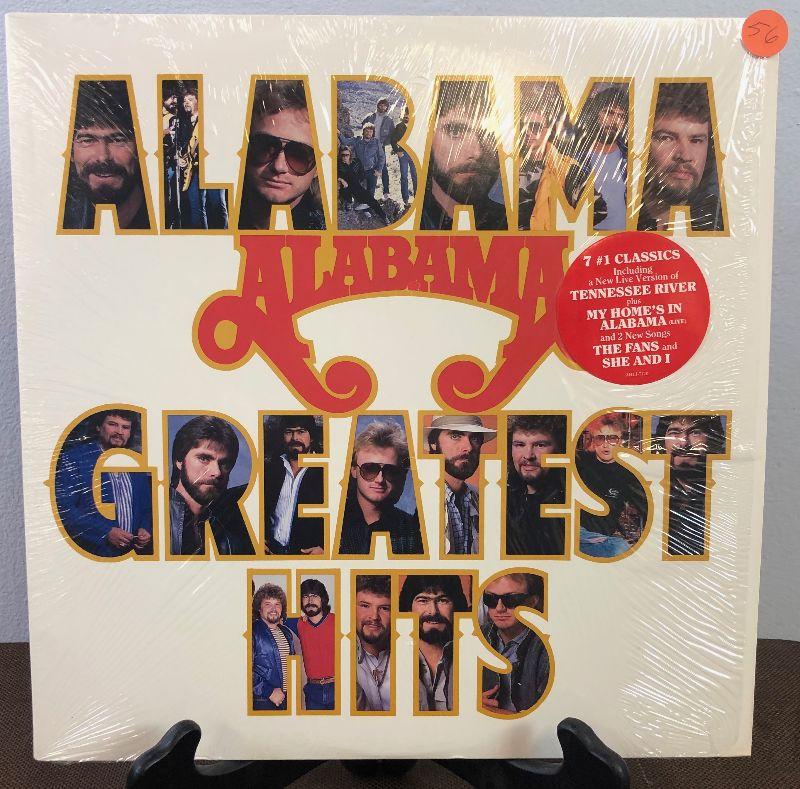 56
ALABAMA
ALABAMA
7 #1 CLASSICS
Including
a New Live Version of
TENNESSEE RIVER
plus
MY HOME'S IN
ALABAMA (LIVE)
and 2 New Songs
THE FANS and
SHE AND I
GREATEST
HITS